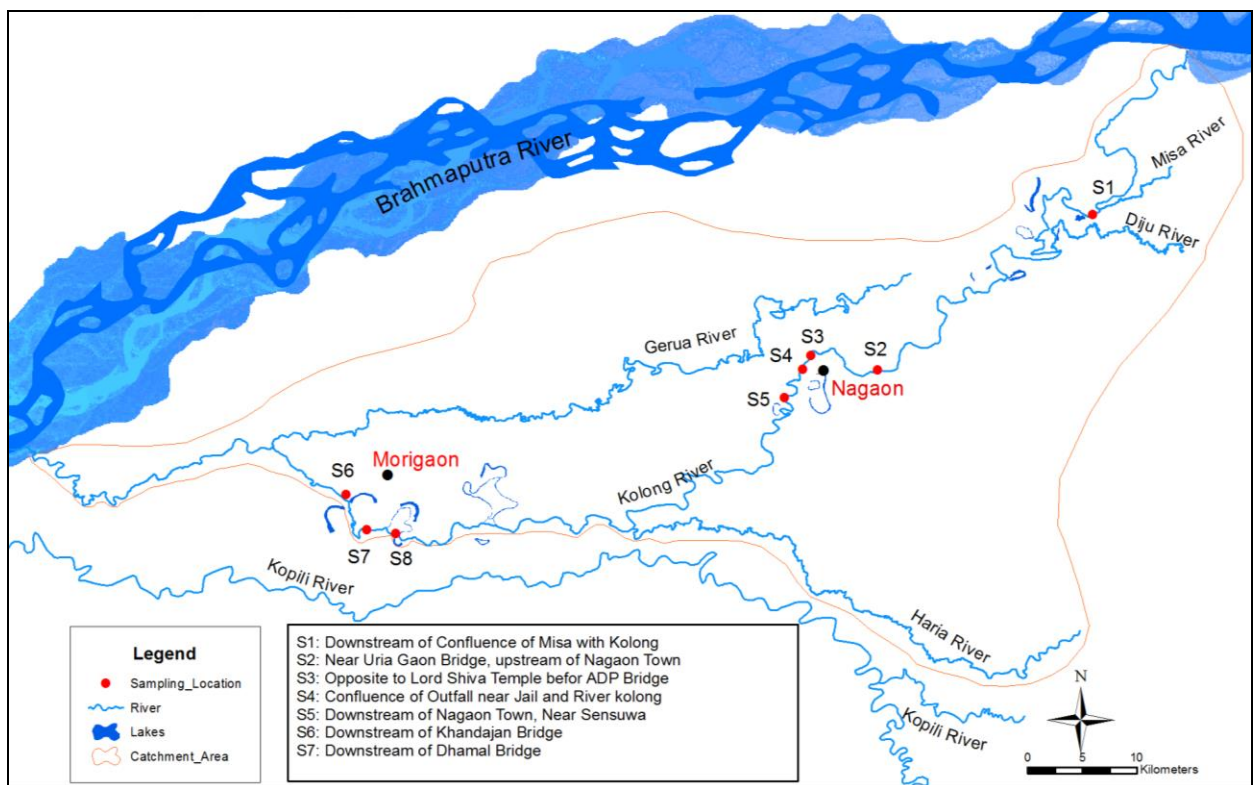 Brahmaputra River
Misa River
S1
Diju River
Gerua River
S3
S4
S2
Nagaon
S5
Morigaon
S6
Kolong River
S7
S8
Kopili River
Haria River
Kopili River
Legend
Sampling_Location
River
Lakes
Catchment_Area
S1: Downstream of Confluence of Misa with Kolong
S2: Near Uria Gaon Bridge, upstream of Nagaon Town
S3: Opposite to Lord Shiva Temple befor ADP Bridge
S4: Confluence of Outfall near Jail and River kolong
S5: Downstream of Nagaon Town, Near Sensuwa
S6: Downstream of Khandajan Bridge
S7: Downstream of Dhamal Bridge
N
0 5 10
Kilometers